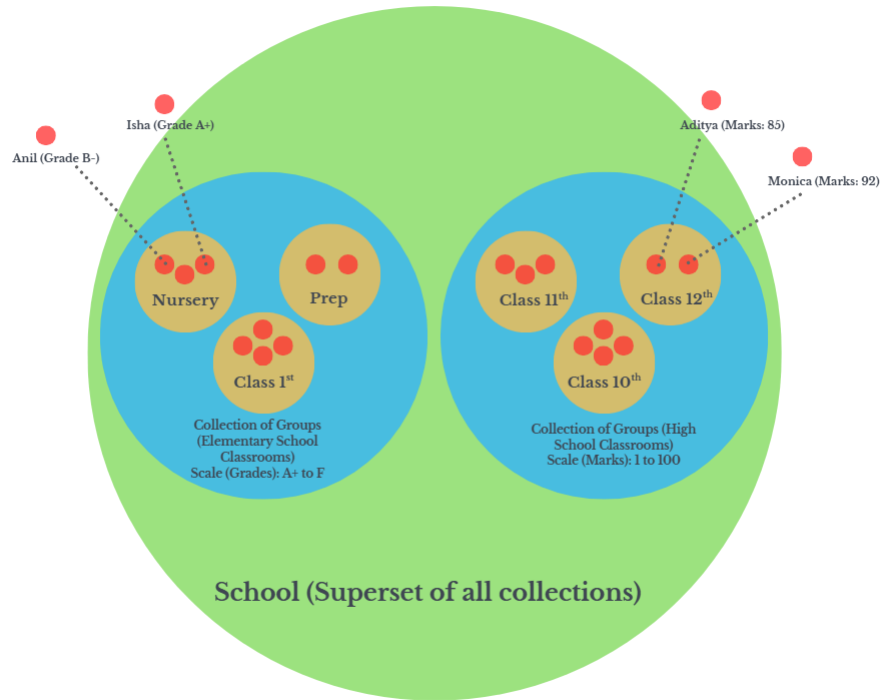 Isha (Grade A+)
Aditya (Marks: 85)
Anil (Grade B-)
Monica (Marks: 92)
Nursery
Prep
Class 1st
Collection of Groups
(Elementary School
Classrooms)
Scale (Grades): A+ to F
Class 11th
Class 12th
Class 10th
Collection of Groups (High
School Classrooms)
Scale (Marks): 1 to 100
School (Superset of all collections)